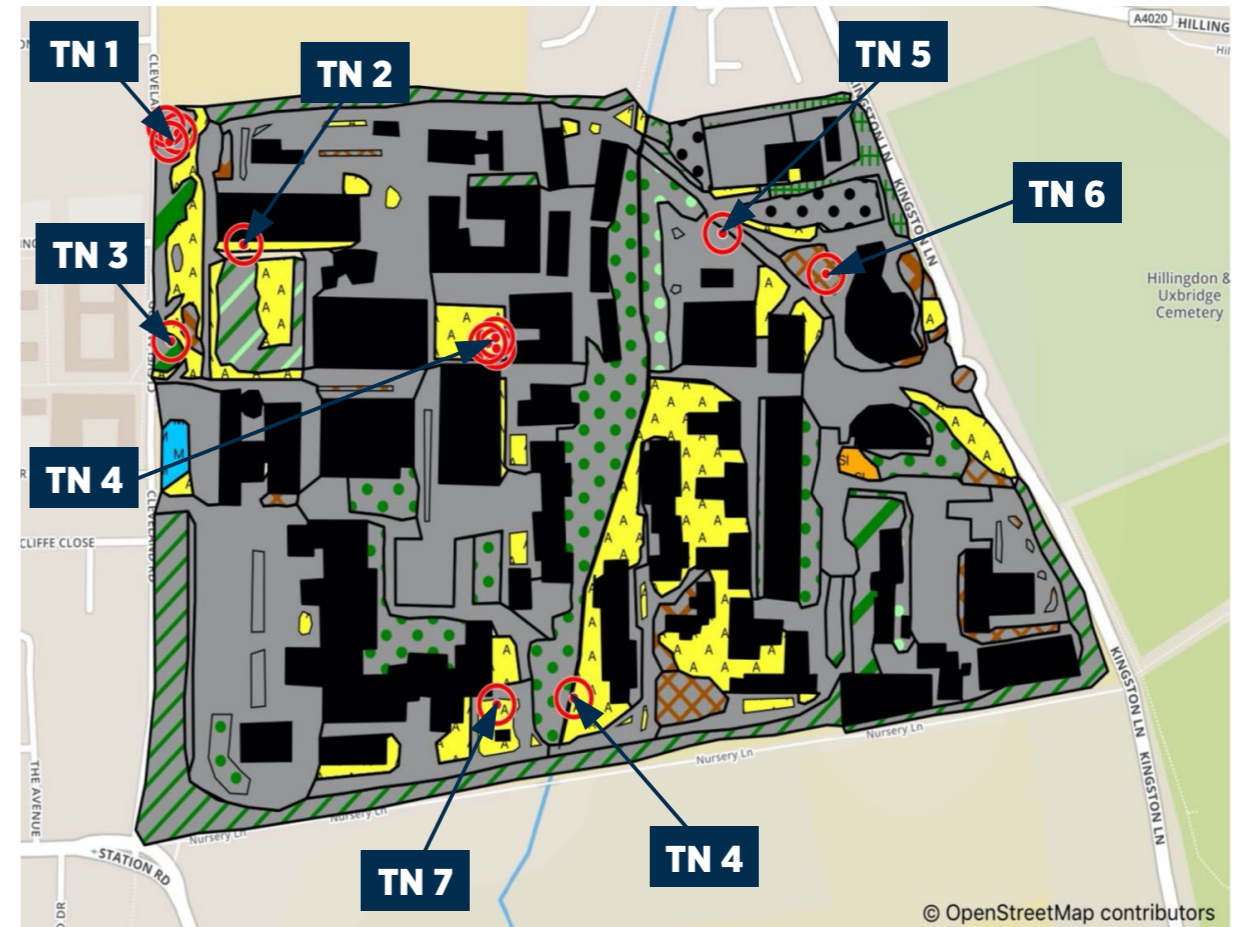 TN 1
TN 2
TN 5
A4020
HILLING
TN 6
TN 3
Hillingdon &
Uxbridge
Cemetery
TN 4
KINGSTON LN
KINGSTON LN
CLEVELAND RD
CLIFFE CLOSE
A
M
SI
THE AVENUE
Nursery Ln
Nursery Ln
Nursery Ln
Nursery Ln
STATION RD
KINGSTON LN
KINGSTON LN
TN 7
TN 4
© OpenStreetMap contributors